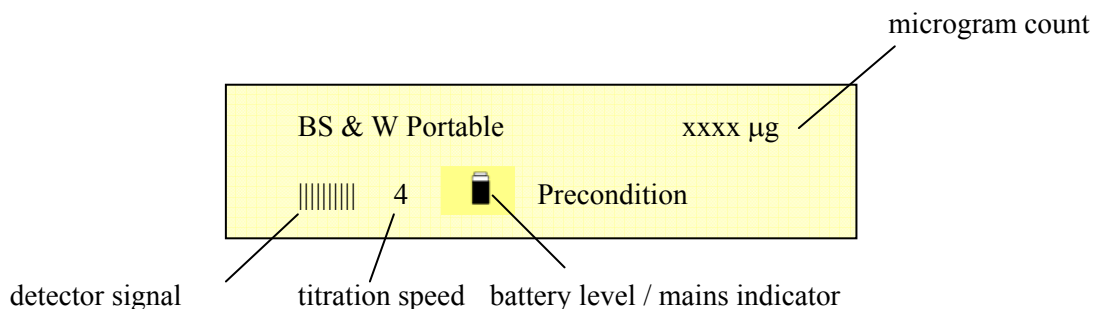 microgram count
BS & W Portable xxxx μg
|||||||||| 4 Precondition
detector signal titration speed battery level / mains indicator